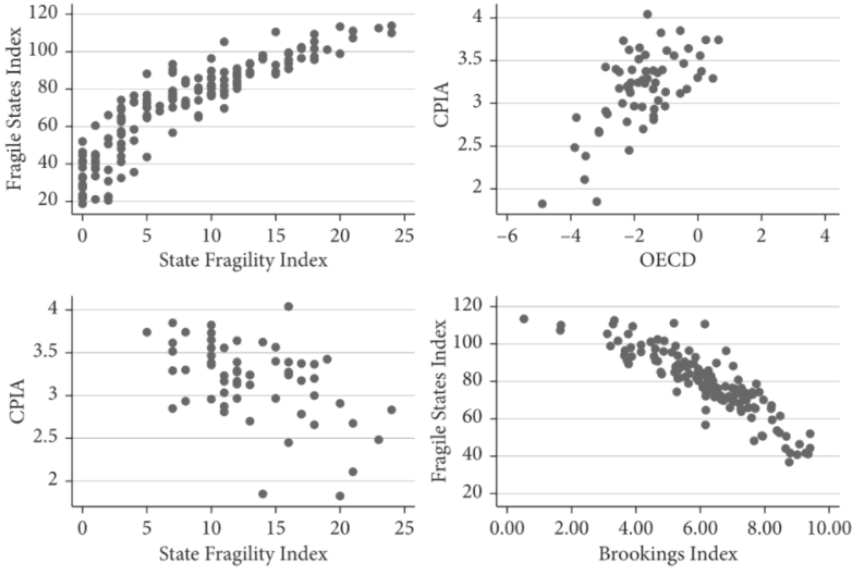 120
100
80
60
40
20
0 5 10 15 20 25
State Fragility Index
Fragile States Index
4
3.5
3
2.5
2
−6 −4 −2 0 2 4
OECD
CPIA
4
3.5
3
2.5
2
0 5 10 15 20 25
State Fragility Index
CPIA
120
100
80
60
40
20
0.00 2.00 4.00 6.00 8.00 10.00
Brookings Index
Fragile States Index